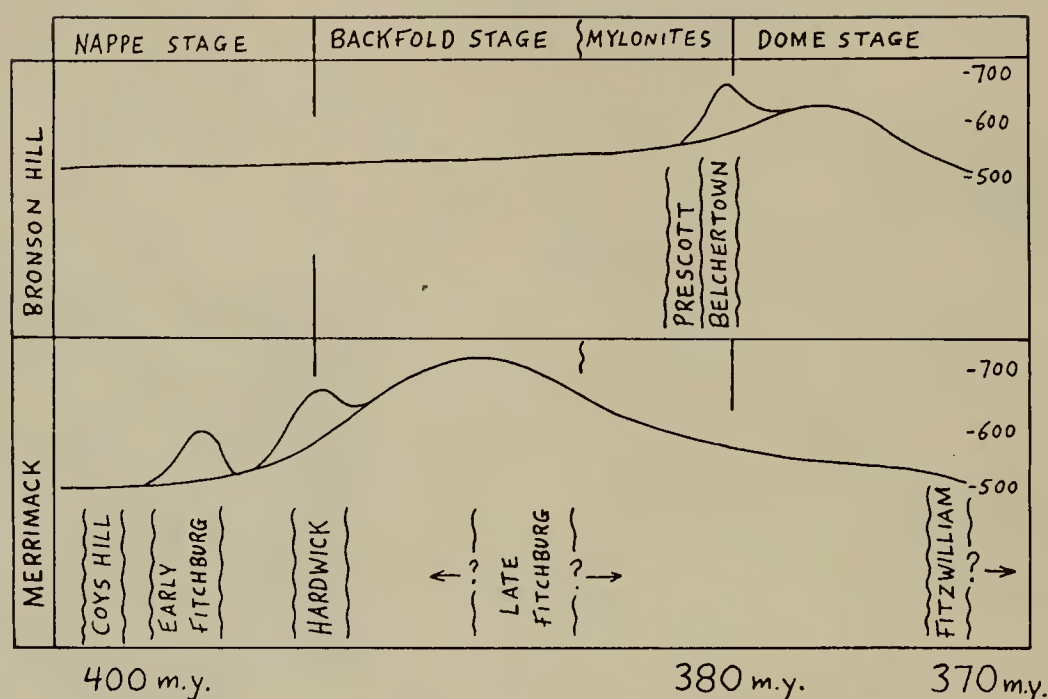 NAPPE STAGE
BACKFOLD STAGE
MYLONITES
DOME STAGE
BRONSON HILL
-700
-600
=500
PRESCOTT
BELCHERTOWN
MERRIMACK
-700
-600
-500
COYS HILL
EARLY
FITCHBURG
HARDWICK
?
LATE
FITCHBURG
?
FITZWILLIAM
?
400 m.y.
380 m.y.
370 m.y.